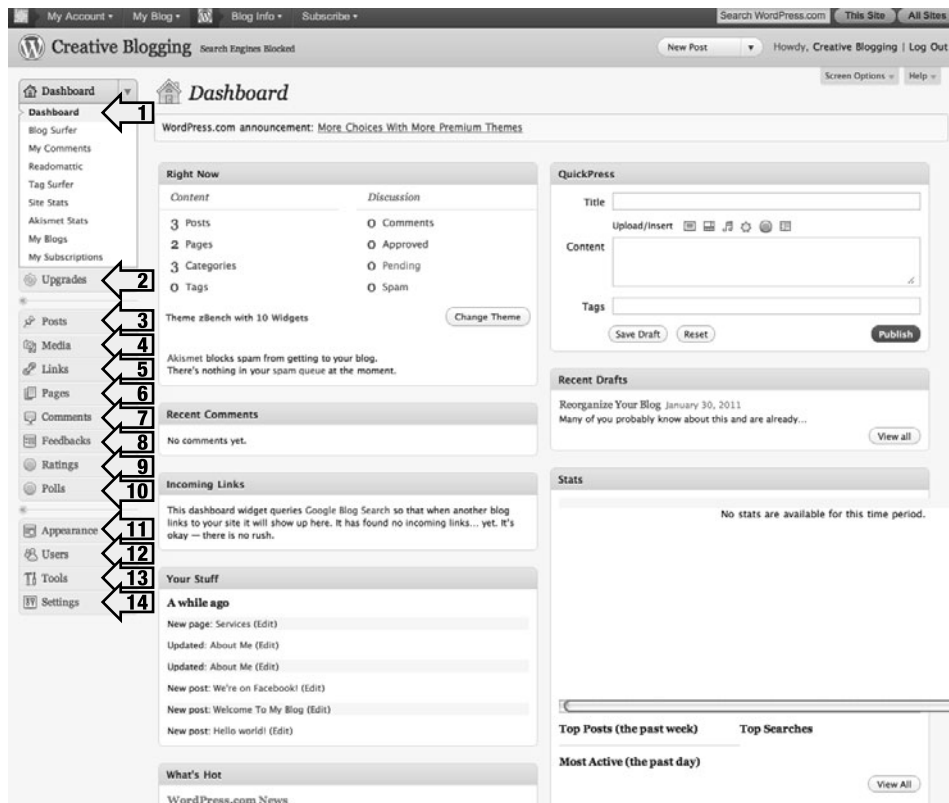 My Account My Blog Blog Info Subscribe Search WordPress.com This Site All Sites
Creative Blogging Search Engines Blocked New Post Howdy, Creative Blogging | Log Out
Screen Options Help
Dashboard
Dashboard 1
Blog Surfer
My Comments
Readomattic
Tag Surfer
Site Stats
Akismet Stats
My Blogs
My Subscriptions
Upgrades 2
Posts 3
Media 4
Links 5
Pages 6
Comments 7
Feedbacks 8
Ratings 9
Polls 10
Appearance 11
Users 12
Tools 13
Settings 14
Dashboard
WordPress.com announcement: More Choices With More Premium Themes
Right Now
Content Discussion
3 Posts 0 Comments
2 Pages 0 Approved
3 Categories 0 Pending
0 Tags 0 Spam
Theme zBench with 10 Widgets Change Theme
Akismet blocks spam from getting to your blog.
There's nothing in your spam queue at the moment.
Recent Comments
No comments yet.
Incoming Links
This dashboard widget queries Google Blog Search so that when another blog
links to your site it will show up here. It has found no incoming links... yet. It's
okay — there is no rush.
Your Stuff
A while ago
New page: Services (Edit)
Updated: About Me (Edit)
Updated: About Me (Edit)
New post: We're on Facebook! (Edit)
New post: Welcome To My Blog (Edit)
New post: Hello world! (Edit)
What's Hot
WordPress.com News
QuickPress
Title
Upload/Insert
Content
Tags
Save Draft Reset Publish
Recent Drafts
Reorganize Your Blog January 30, 2011
Many of you probably know about this and are already...
View all
Stats
No stats are available for this time period.
Top Posts (the past week) Top Searches
Most Active (the past day)
View All